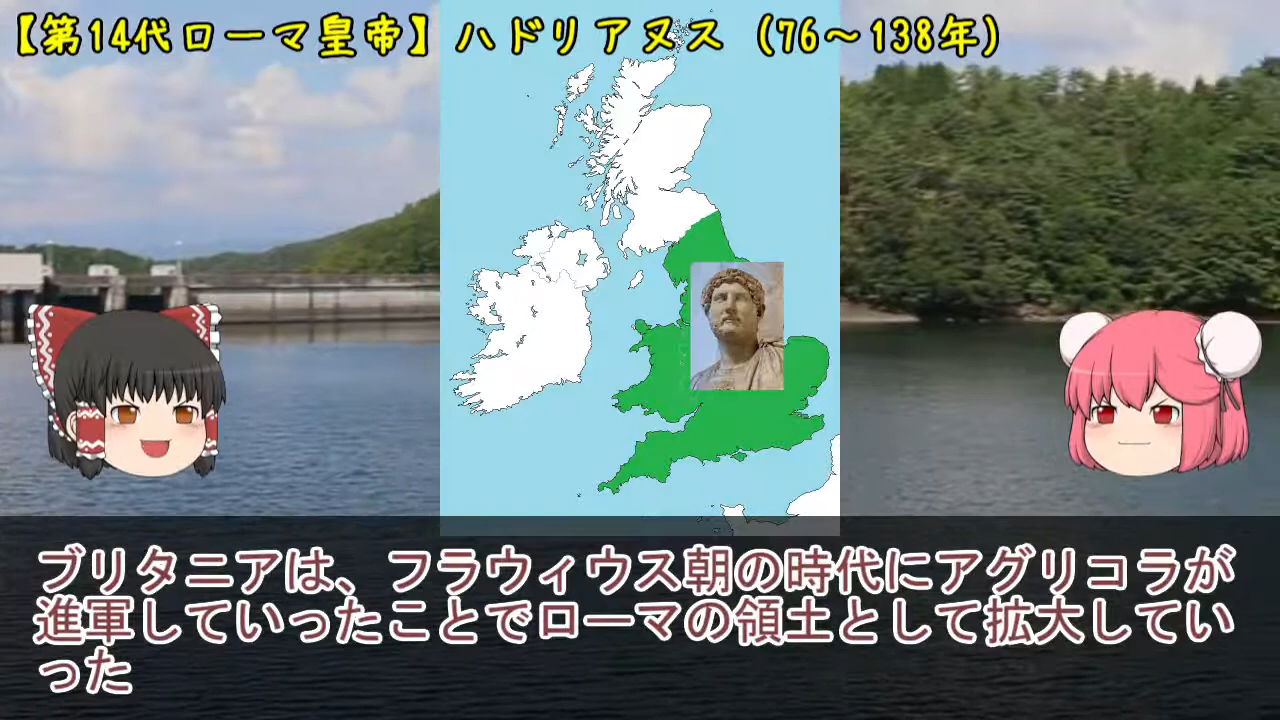 【第14代ローマ皇帝】ハドリアヌス（76～138年）
ブリタニアは、フラウィウス朝の時代にアグリコラが
進軍していったことでローマの領土として拡大してい
った